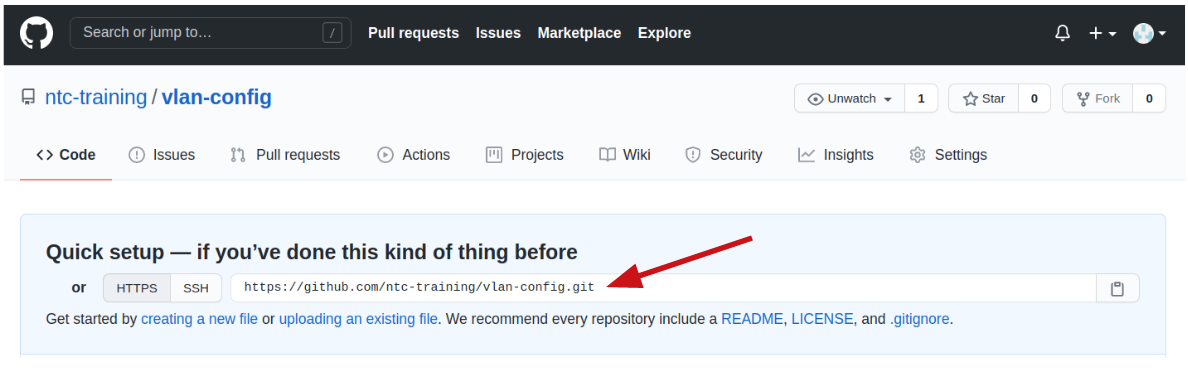 Search or jump to… / Pull requests Issues Marketplace Explore
ntc-training / vlan-config Unwatch 1 Star 0 Fork 0
Code Issues Pull requests Actions Projects Wiki Security Insights Settings
Quick setup — if you’ve done this kind of thing before
or HTTPS SSH https://github.com/ntc-training/vlan-config.git
Get started by creating a new file or uploading an existing file. We recommend every repository include a README, LICENSE, and .gitignore.